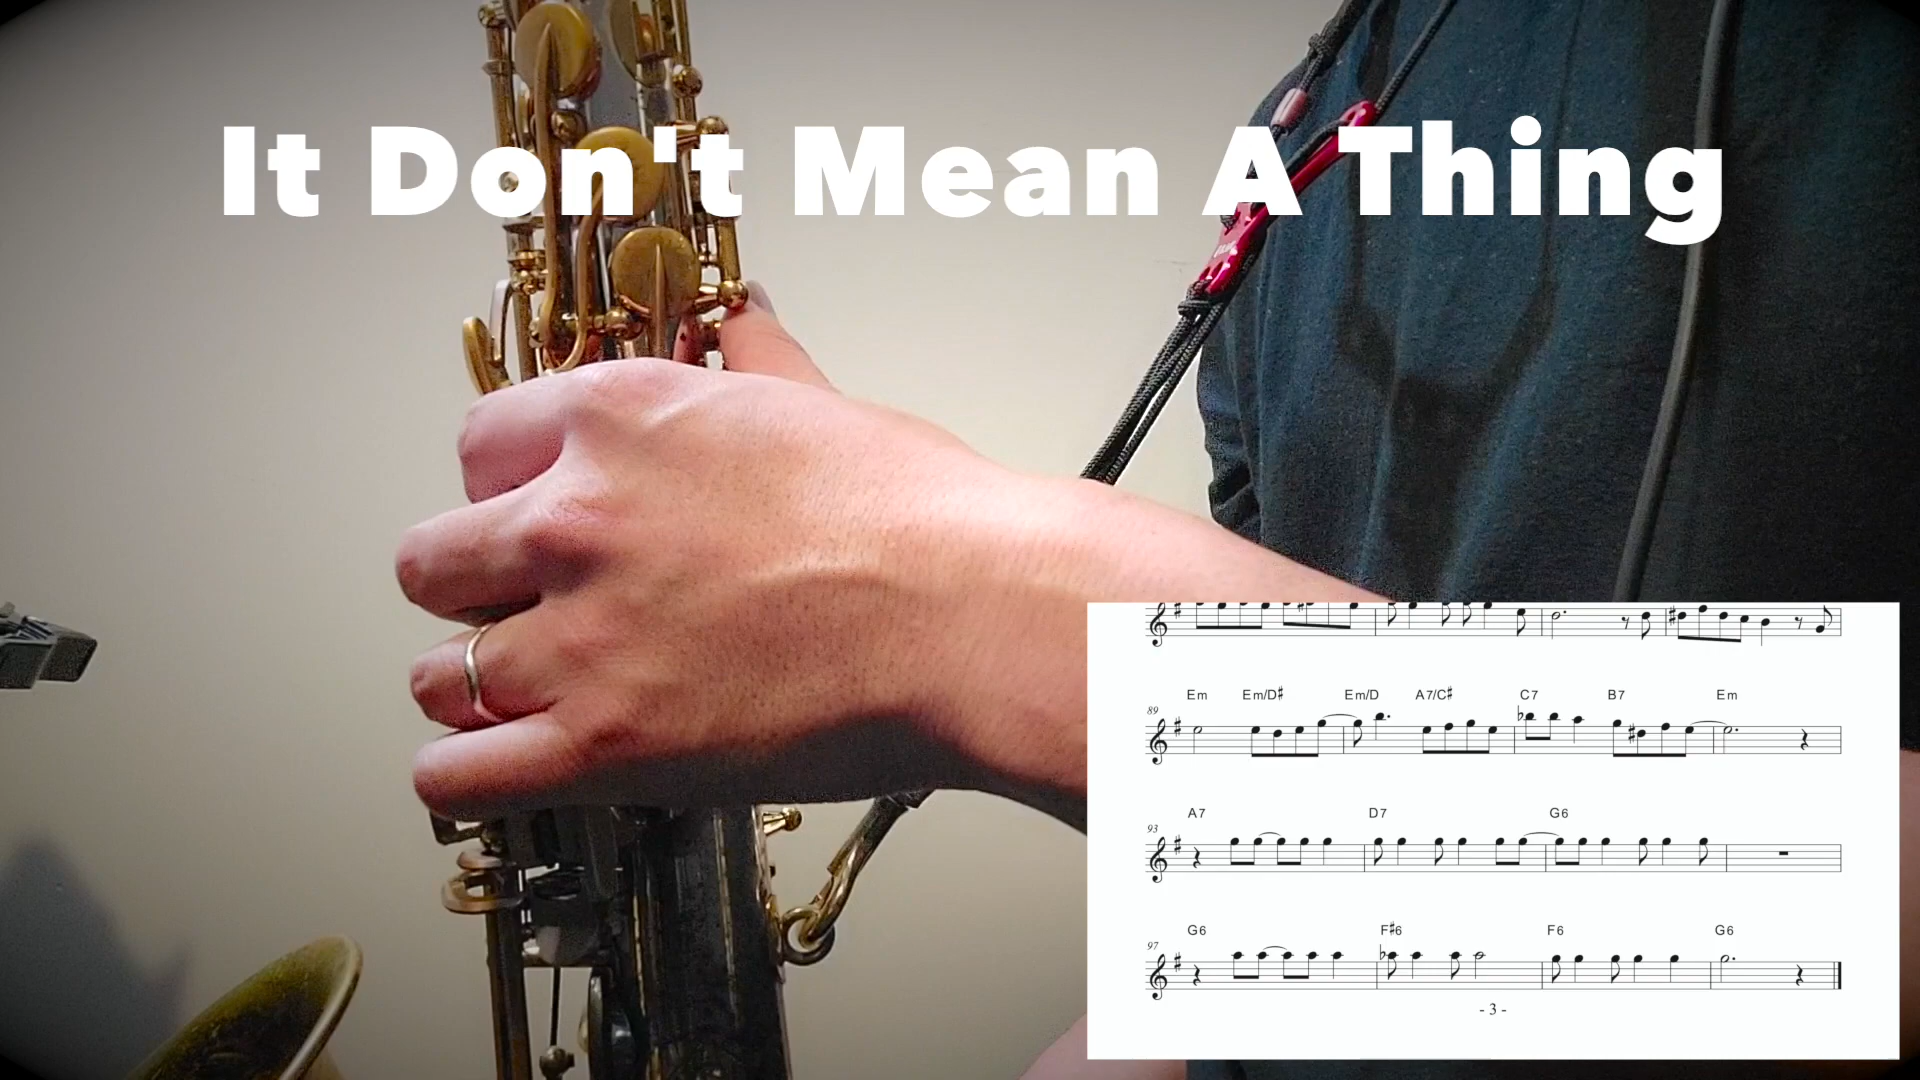 It Don't Mean A Thing
Em Em/D♯ Em/D A7/C♯ C7 B7 Em
89
A7 D7 G6
93
G6 F♯6 F6 G6
97
- 3 -